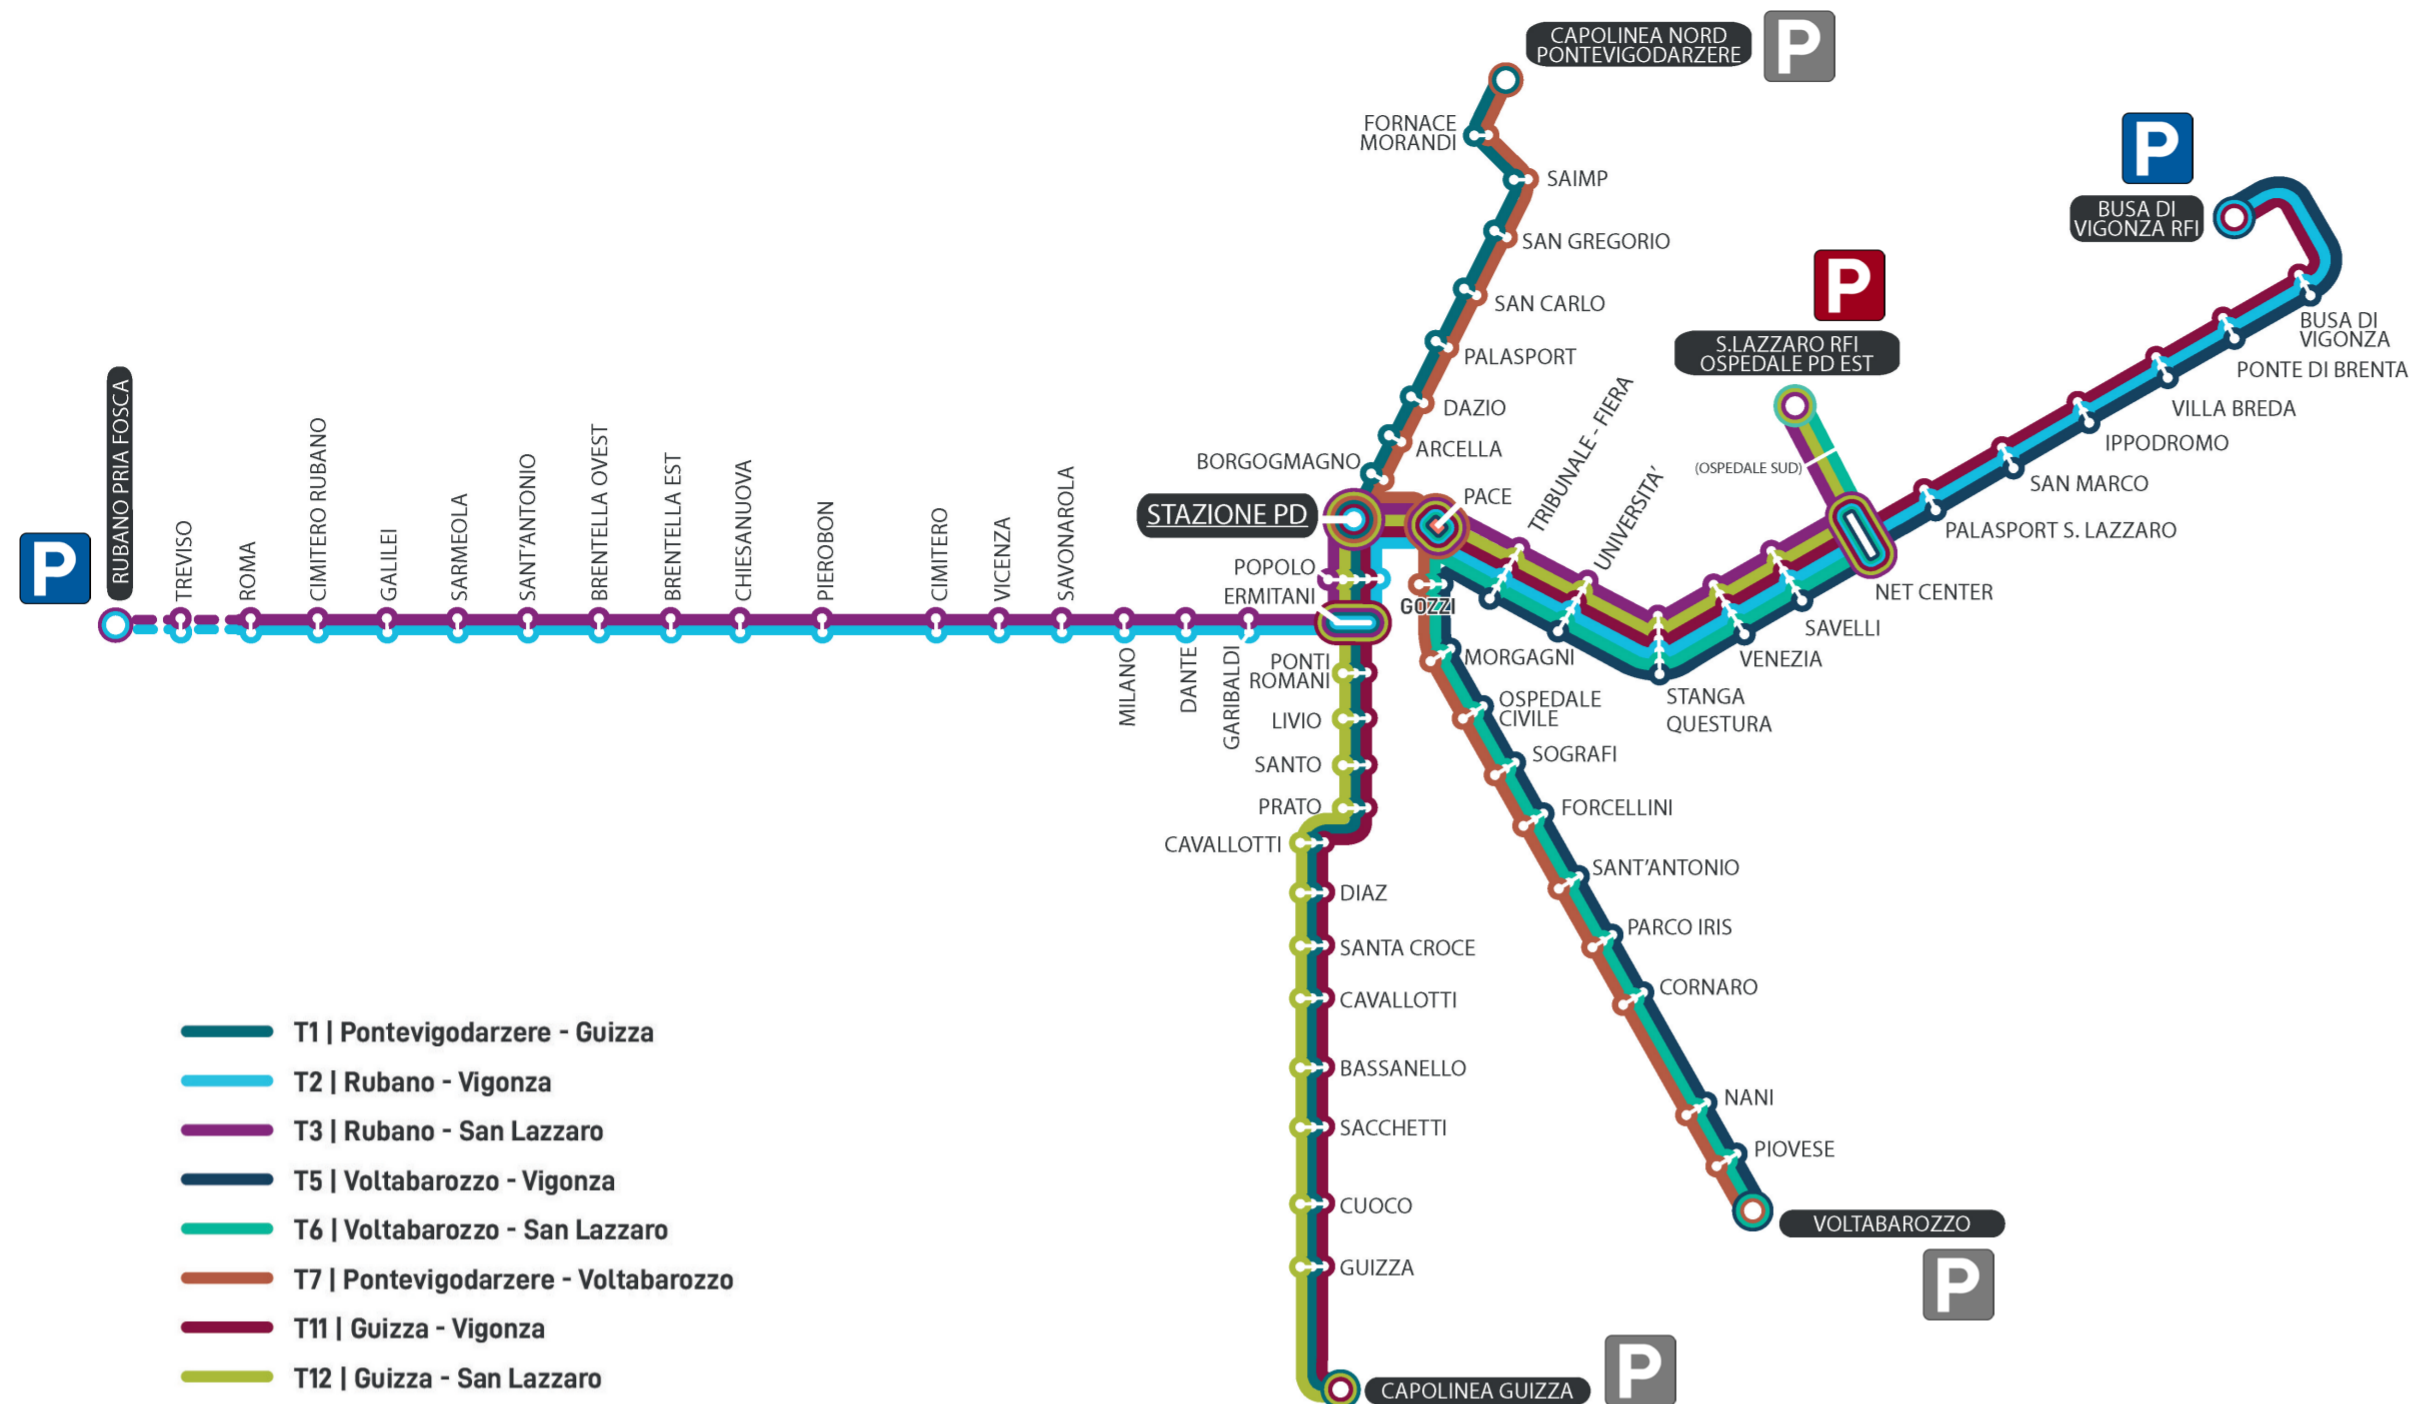 CAPOLINEA NORD
PONTEVIGODARZERE
P
FORNACE
MORANDI
SAIMP
SAN GREGORIO
SAN CARLO
PALASPORT
DAZIO
ARCELLA
BORGOGMAGNO
STAZIONE PD
PACE
TRIBUNALE - FIERA
UNIVERSITA'
P
BUSA DI
VIGONZA RFI
P
S.LAZZARO RFI
OSPEDALE PD EST
(OSPEDALE SUD)
BUSA DI
VIGONZA
PONTE DI BRENTA
VILLA BREDA
IPPODROMO
SAN MARCO
PALASPORT S. LAZZARO
NET CENTER
SAVELLI
VENEZIA
STANGA
QUESTURA
P
RUBANO PRIA FOSCA
TREVISO
ROMA
CIMITERO RUBANO
GALILEI
SARMEOLA
SANT'ANTONIO
BRENTELLA OVEST
BRENTELLA EST
CHIESANUOVA
PIEROBON
CIMITERO
VICENZA
SAVONAROLA
MILANO
DANTE
GARIBALDI
POPOLO
ERMITANI
PONTI
ROMANI
LIVIO
SANTO
PRATO
CAVALLOTTI
DIAZ
SANTA CROCE
CAVALLOTTI
BASSANELLO
SACCHETTI
CUOCO
GUIZZA
CAPOLINEA GUIZZA
P
GOZZI
MORGAGNI
OSPEDALE
CIVILE
SOGRAFI
FORCELLINI
SANT'ANTONIO
PARCO IRIS
CORNARO
NANI
PIOVESE
VOLTABAROZZO
P
T1 | Pontevigodarzere - Guizza
T2 | Rubano - Vigonza
T3 | Rubano - San Lazzaro
T5 | Voltabarozzo - Vigonza
T6 | Voltabarozzo - San Lazzaro
T7 | Pontevigodarzere - Voltabarozzo
T11 | Guizza - Vigonza
T12 | Guizza - San Lazzaro